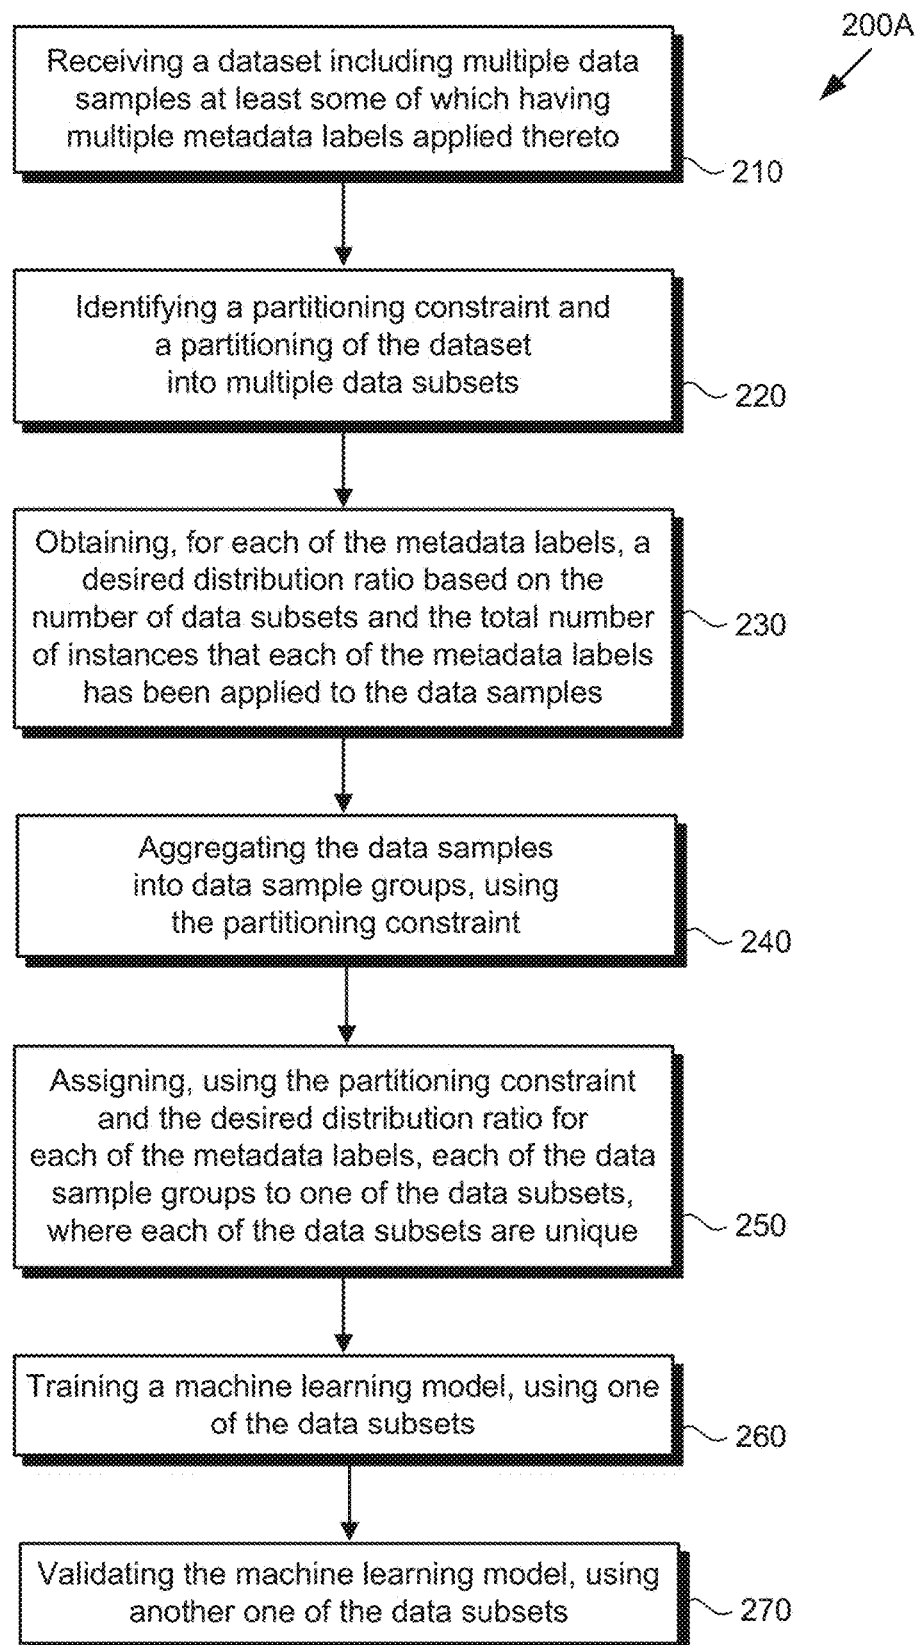 200A
Receiving a dataset including multiple data
samples at least some of which having
multiple metadata labels applied thereto
210
Identifying a partitioning constraint and
a partitioning of the dataset
into multiple data subsets
220
Obtaining, for each of the metadata labels, a
desired distribution ratio based on the
number of data subsets and the total number
of instances that each of the metadata labels
has been applied to the data samples
230
Aggregating the data samples
into data sample groups, using
the partitioning constraint
240
Assigning, using the partitioning constraint
and the desired distribution ratio for
each of the metadata labels, each of the data
sample groups to one of the data subsets,
where each of the data subsets are unique
250
Training a machine learning model, using one
of the data subsets
260
Validating the machine learning model, using
another one of the data subsets
270